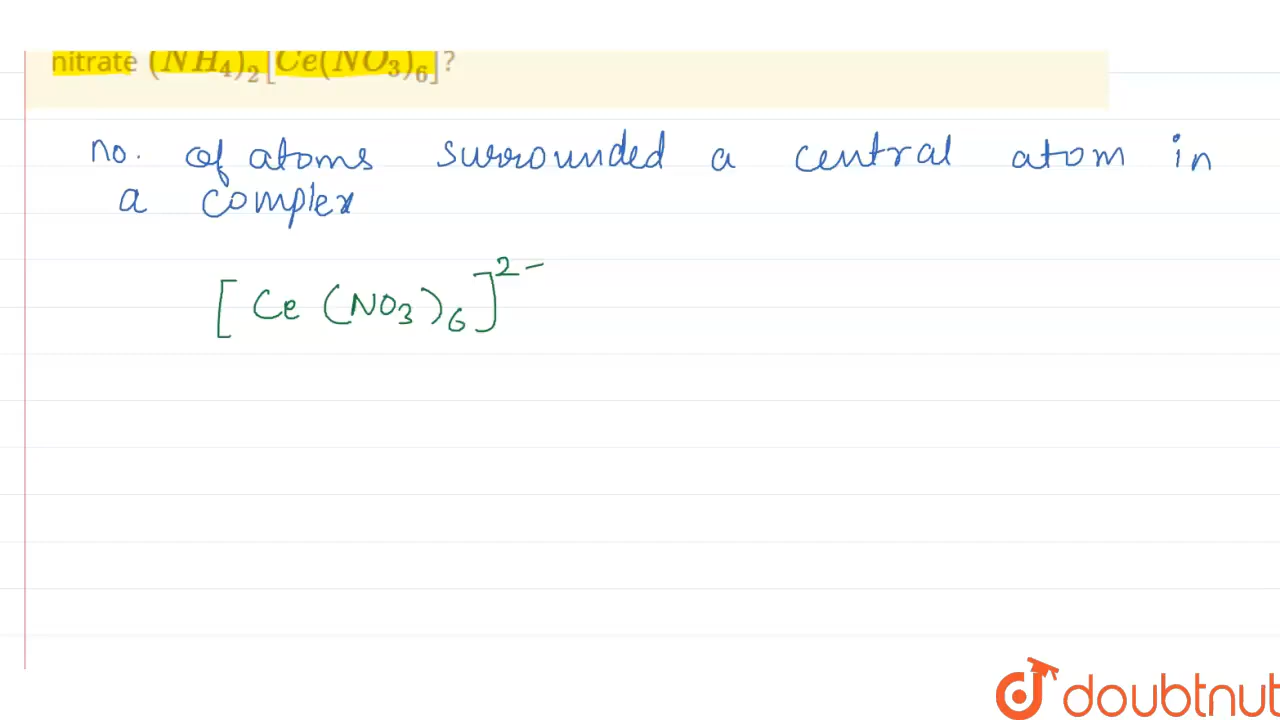 nitrate (NH₄)₂[Ce(NO₃)₆]?
no. of atoms surrounded a central atom in
a complex
[Ce(NO₃)₆]²⁻
doubtnut